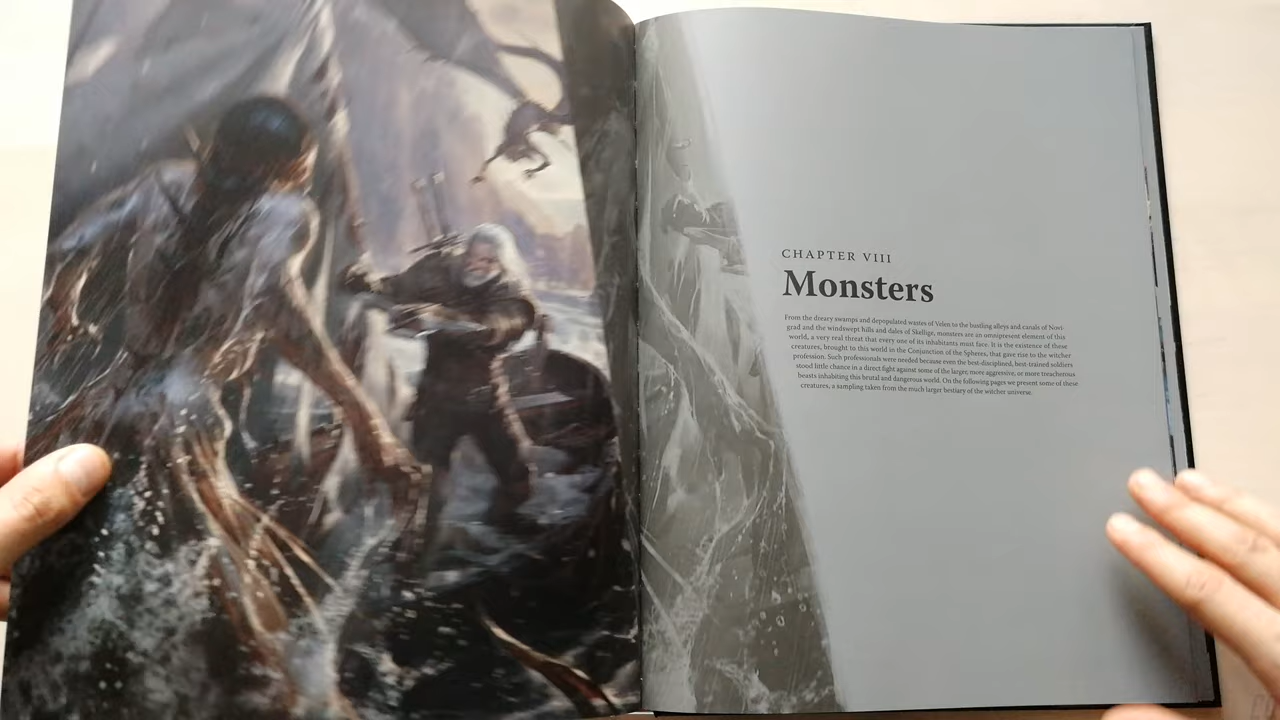 CHAPTER VIII
Monsters
From the dreary swamps and depopulated wastes of Velen to the bustling alleys and canals of Novi-
grad and the windswept hills and dales of Skellige, monsters are an omnipresent element of this
world, a very real threat that every one of its inhabitants must face. It is the existence of these
creatures, brought to this world in the Conjunction of the Spheres, that gave rise to the witcher
profession. Such professionals were needed because even the best-disciplined, best-trained soldiers
stood little chance in a direct fight against some of the larger, more aggressive, or more treacherous
beasts inhabiting this brutal and dangerous world. On the following pages we present some of these
creatures, a sampling taken from the much larger bestiary of the witcher universe.